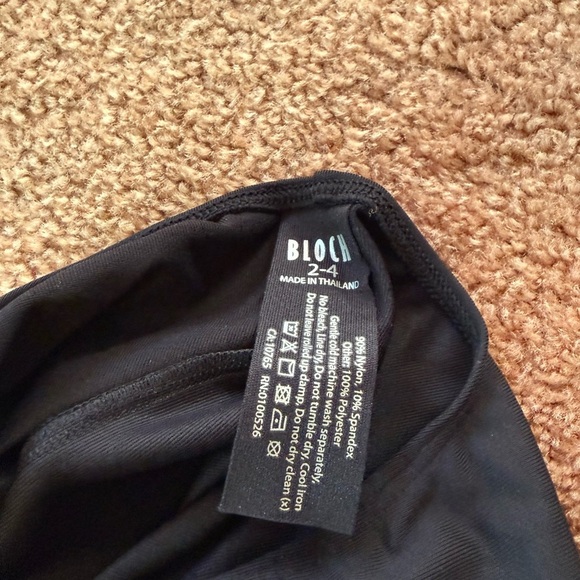 BLOCH
2-4
MADE IN THAILAND
90% Nylon, 10% Spandex
Other: 100% Polyester
Gentle cold machine wash separately.
No bleach, Line dry, Do not tumble dry, Cool iron
Do not leave rolled up damp, Do not dry clean (x)
CA:10765 RN:0100526